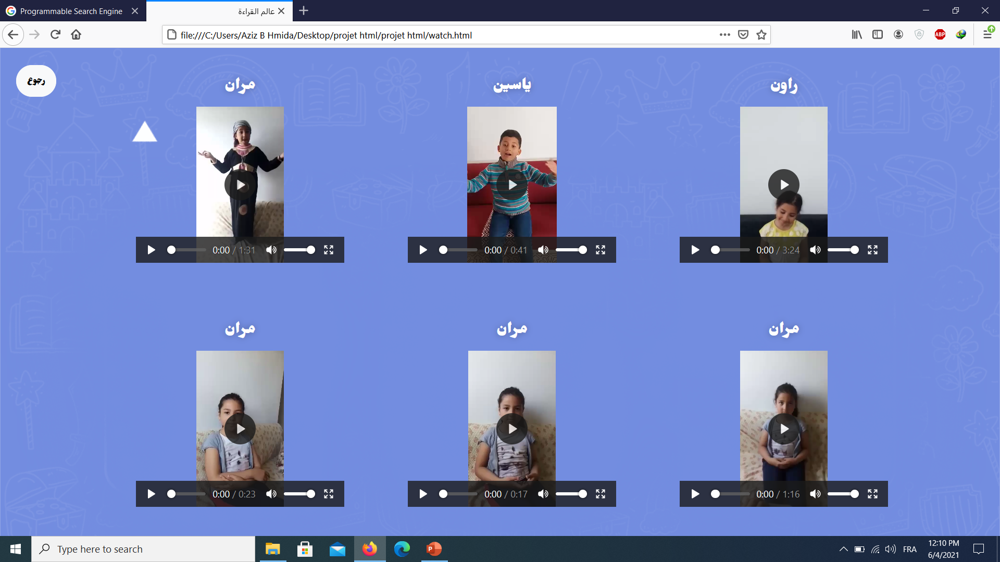 Programmable Search Engine
عالم القراءة
file:///C:/Users/Aziz B Hmida/Desktop/projet html/projet html/watch.html
ABP
رجوع
مران
ياسين
راون
0:00 / 1:31
0:00 / 0:41
0:00 / 3:24
مران
مران
مران
0:00 / 0:23
0:00 / 0:17
0:00 / 1:16
Type here to search
P
FRA
12:10 PM
6/4/2021